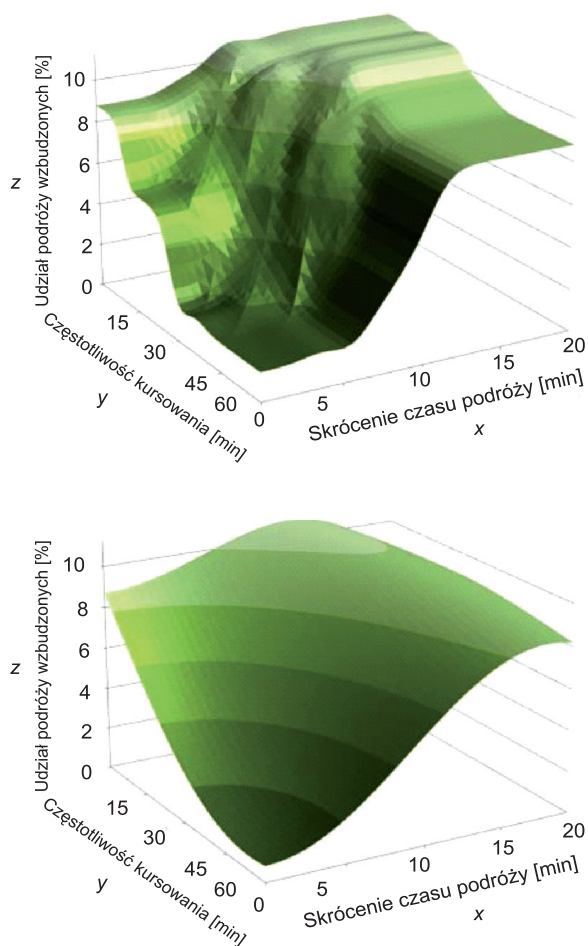 10
8
6
4
2
0
z
Udział podróży wzbudzonych [%]
15
30
45
60
Częstotliwość kursowania [min]
y
0
5
10
15
20
Skrócenie czasu podróży [min]
x
10
8
6
4
2
0
z
Udział podróży wzbudzonych [%]
15
30
45
60
Częstotliwość kursowania [min]
y
0
5
10
15
20
Skrócenie czasu podróży [min]
x